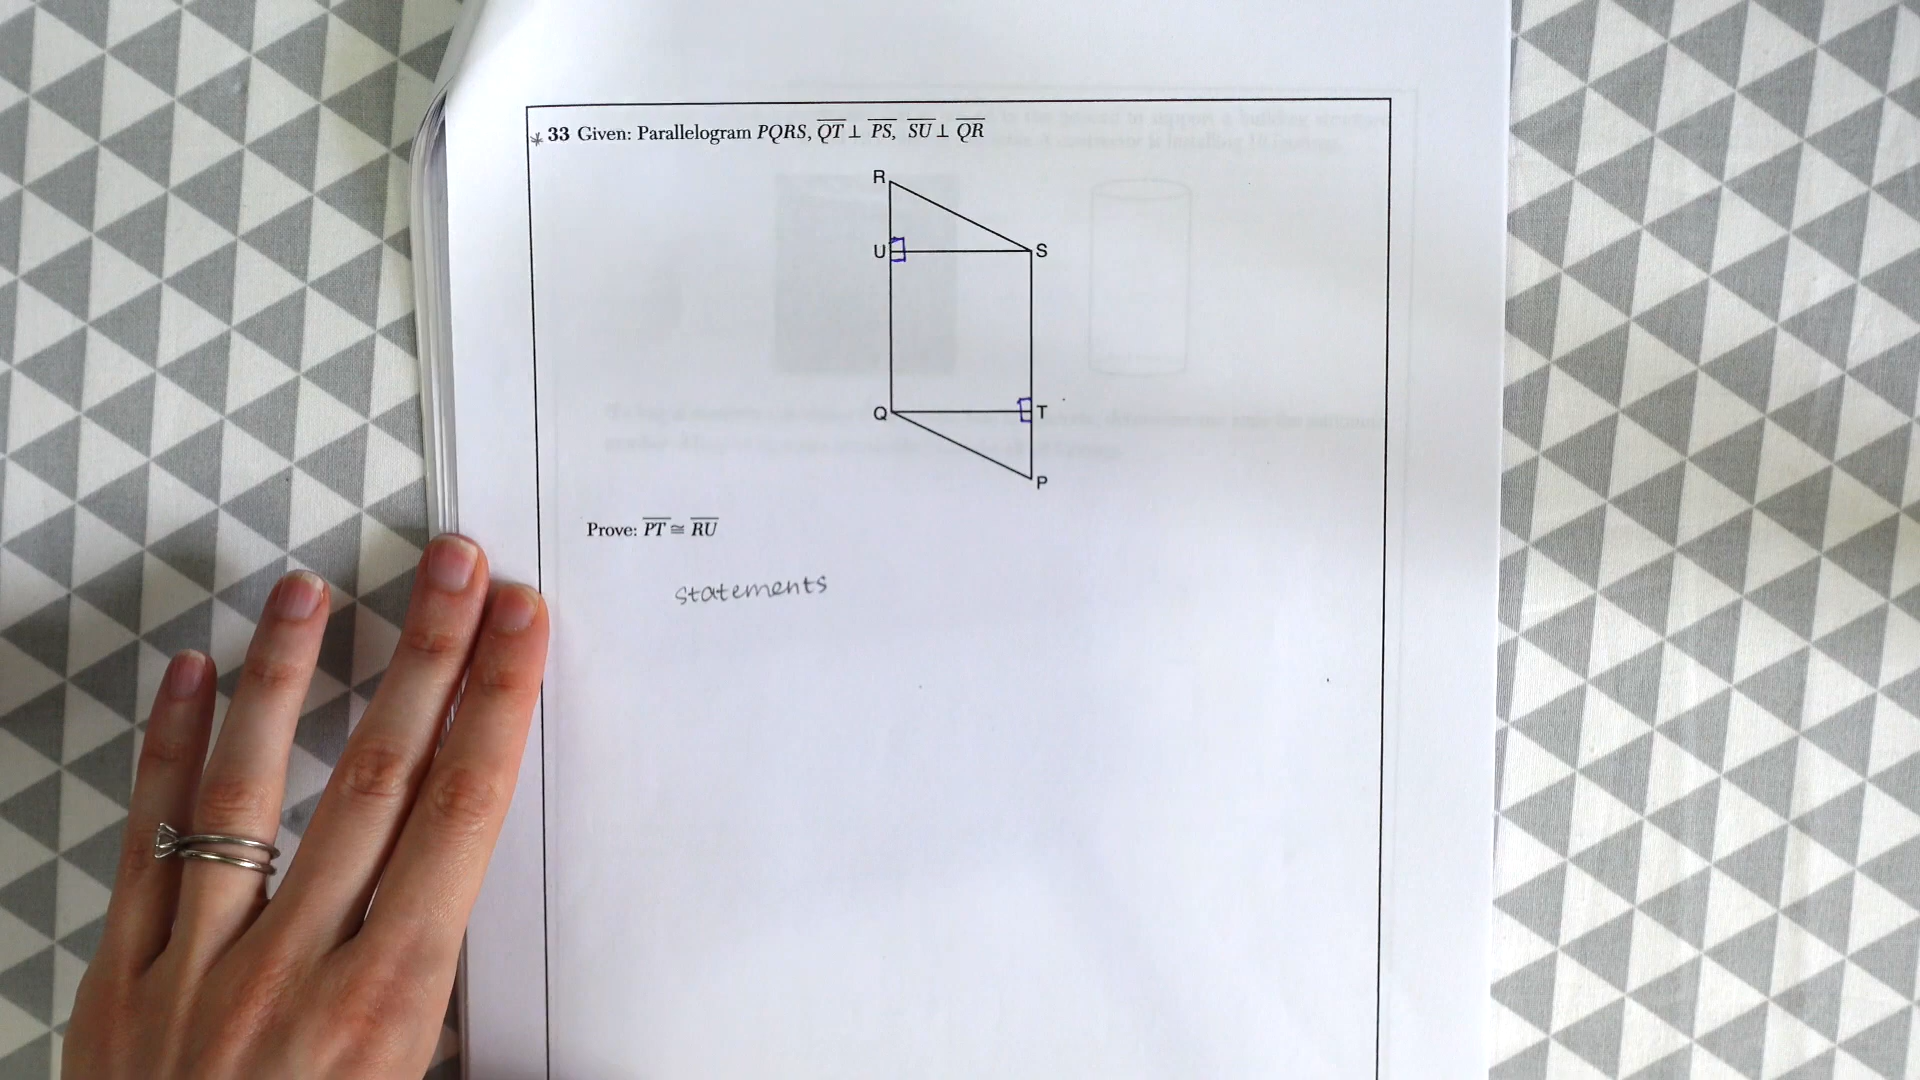 * 33 Given: Parallelogram PQRS, QT ⊥ PS, SU ⊥ QR
R
U
S
Q
T
P
Prove: PT ≅ RU
statements